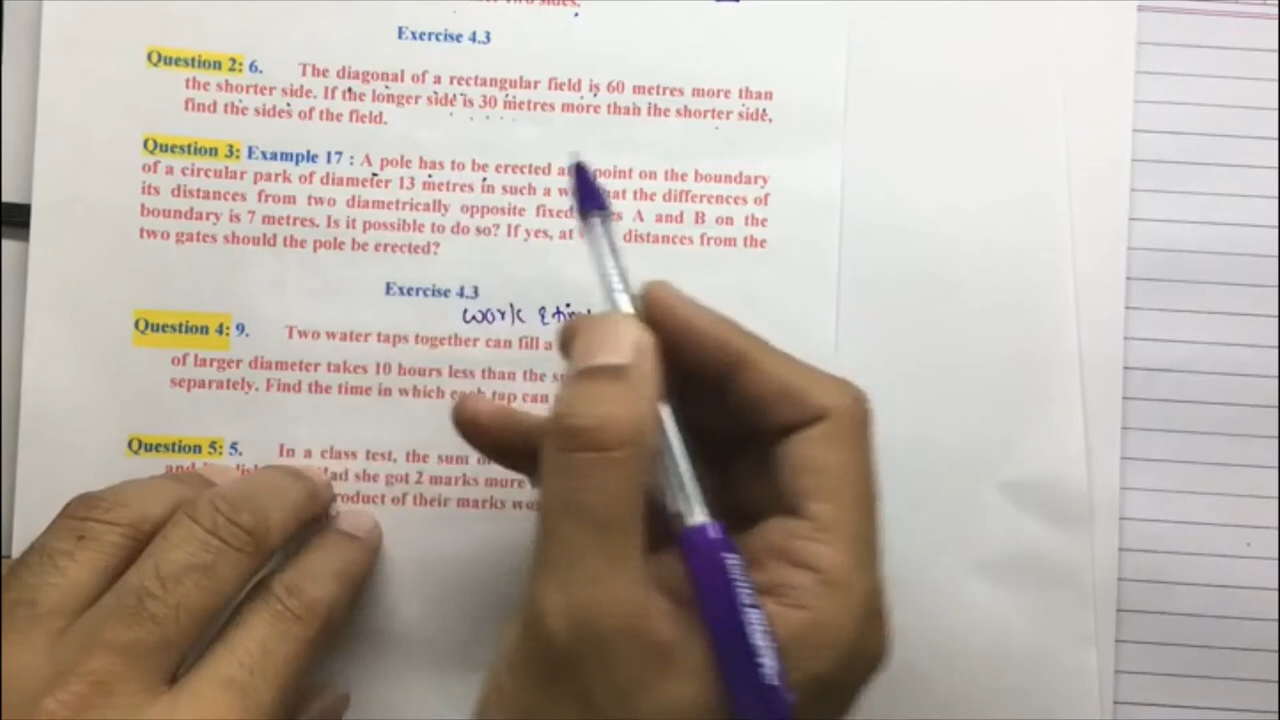 sides.
Exercise 4.3
Question 2: 6. The diagonal of a rectangular field is 60 metres more than
the shorter side. If the longer side is 30 metres more than the shorter side,
find the sides of the field.
Question 3: Example 17 : A pole has to be erected at point on the boundary
of a circular park of diameter 13 metres in such a that the differences of
its distances from two diametrically opposite fixed A and B on the
boundary is 7 metres. Is it possible to do so? If yes, at distances from the
two gates should the pole be erected?
Exercise 4.3
work &
Question 4: 9. Two water taps together can fill a
of larger diameter takes 10 hours less than the
separately. Find the time in which each tap can
Question 5: 5. In a class test, the sum
and she got 2 marks more
product of their marks